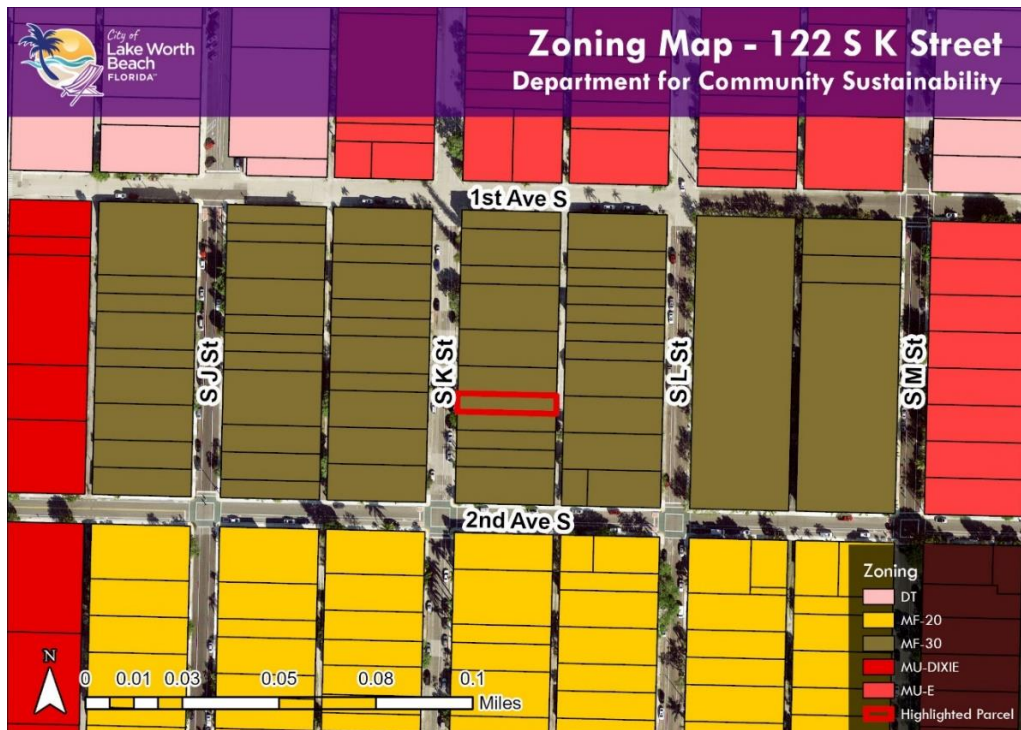 City of
Lake Worth
Beach
FLORIDA™
Zoning Map - 122 S K Street
Department for Community Sustainability
1st Ave S
S J St
S K St
S L St
S M St
2nd Ave S
Zoning
DT
MF-20
MF-30
MU-DIXIE
MU-E
Highlighted Parcel
N
0 0.01 0.03 0.05 0.08 0.1
Miles